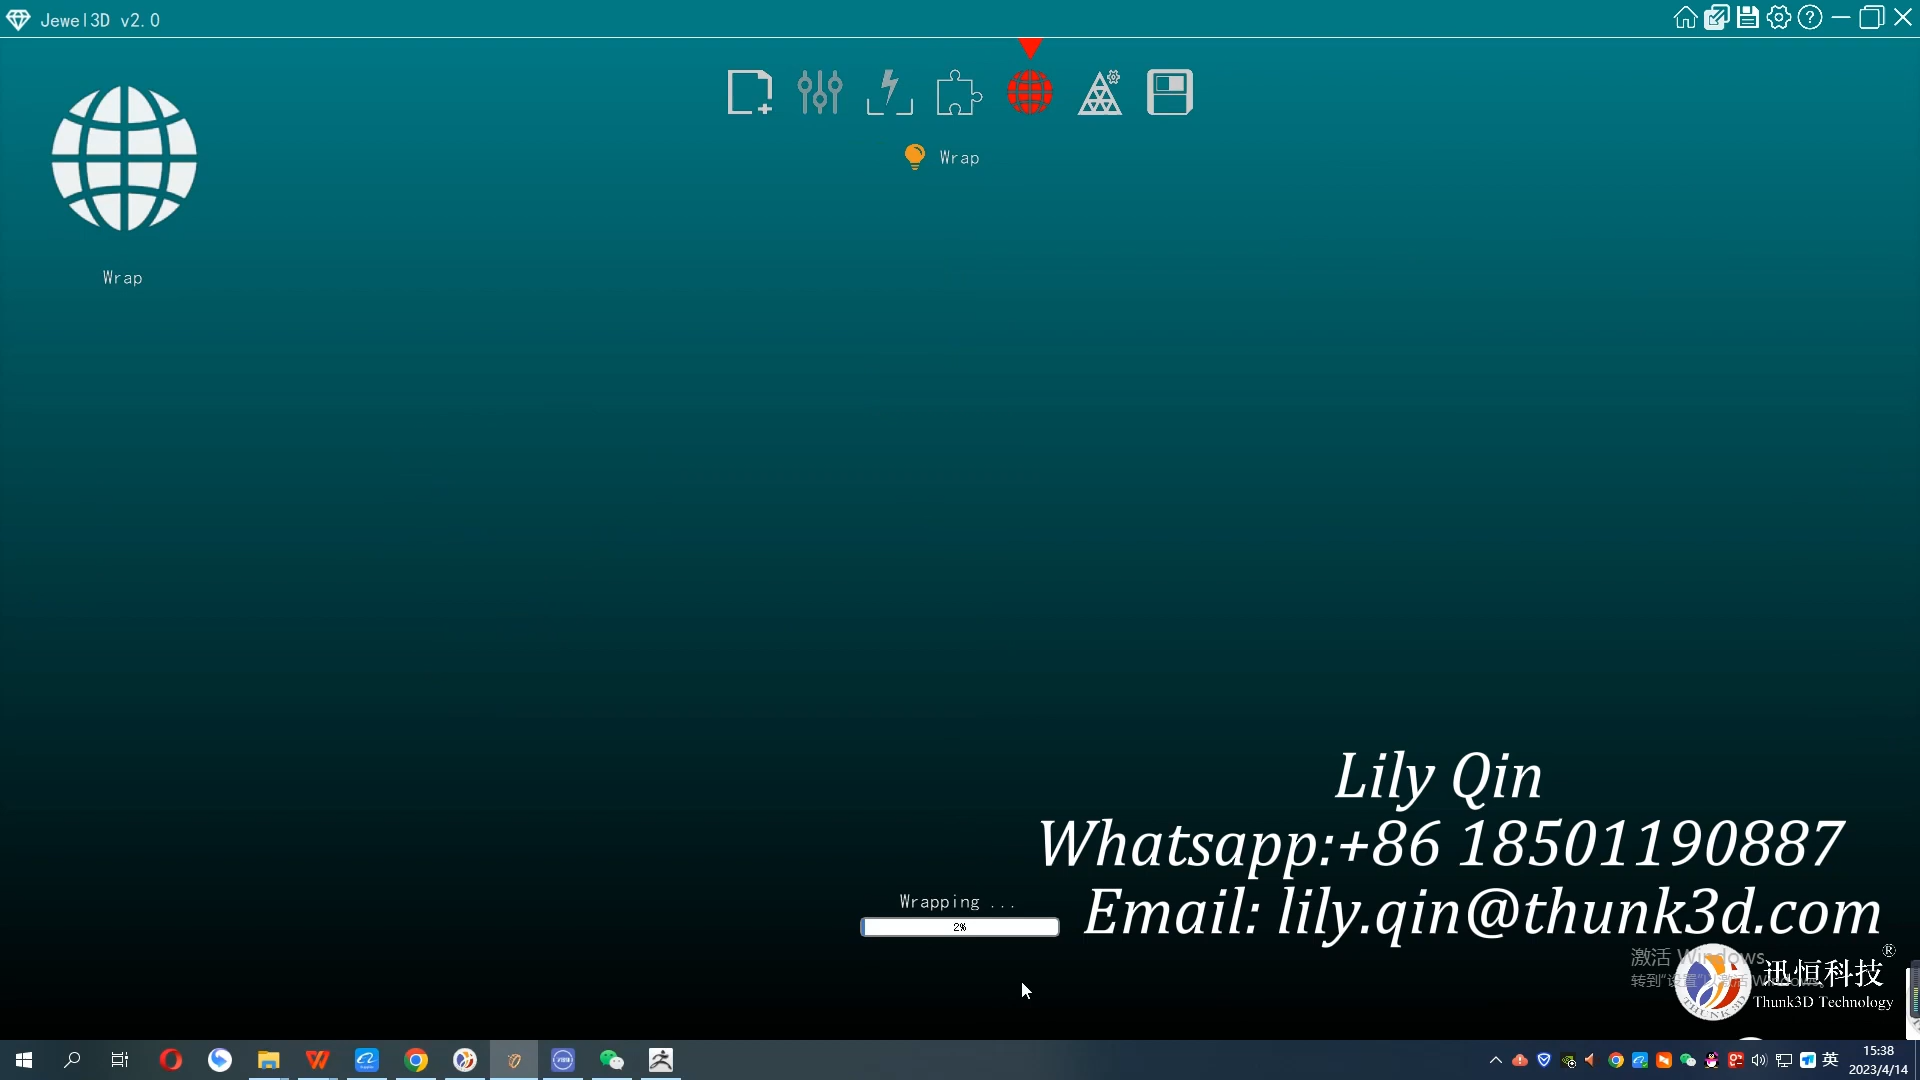 Jewel3D v2.0
Wrap
Wrap
Lily Qin
Whatsapp:+86 18501190887
Wrapping ...
2%
Email: lily.qin@thunk3d.com
激活 Windows
®
迅恒科技
Thunk3D Technology
英
15:38
2023/4/14